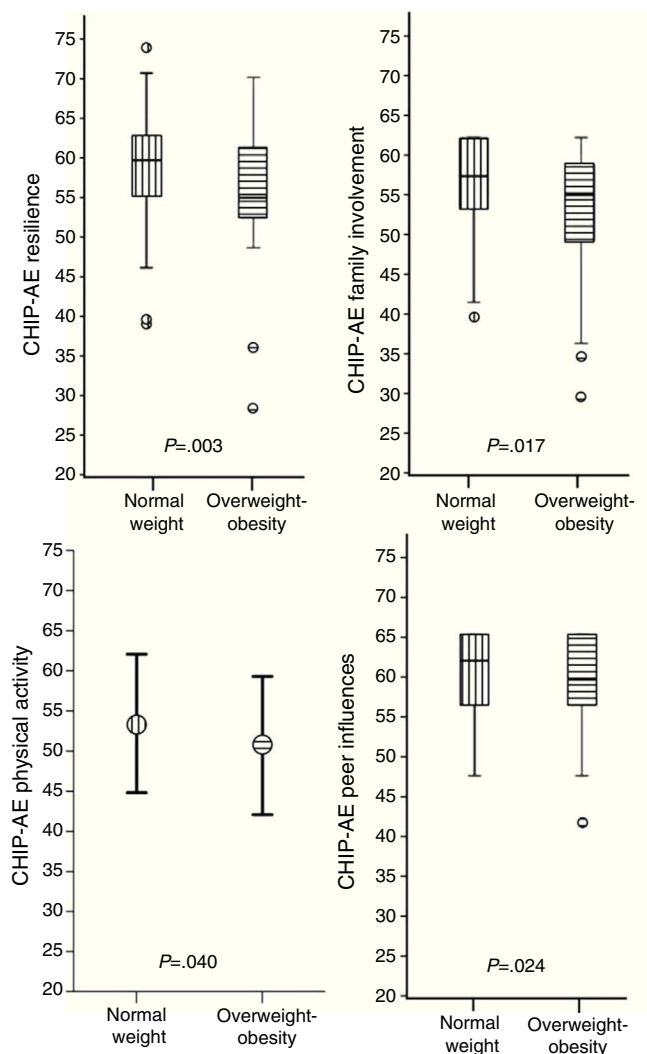 CHIP-AE resilience
75
70
65
60
55
50
45
40
35
30
25
20
P=.003
Normal
weight
Overweight-
obesity
CHIP-AE family involvement
75
70
65
60
55
50
45
40
35
30
25
20
P=.017
Normal
weight
Overweight-
obesity
CHIP-AE physical activity
75
70
65
60
55
50
45
40
35
30
25
20
P=.040
Normal
weight
Overweight-
obesity
CHIP-AE peer influences
75
70
65
60
55
50
45
40
35
30
25
20
P=.024
Normal
weight
Overweight-
obesity